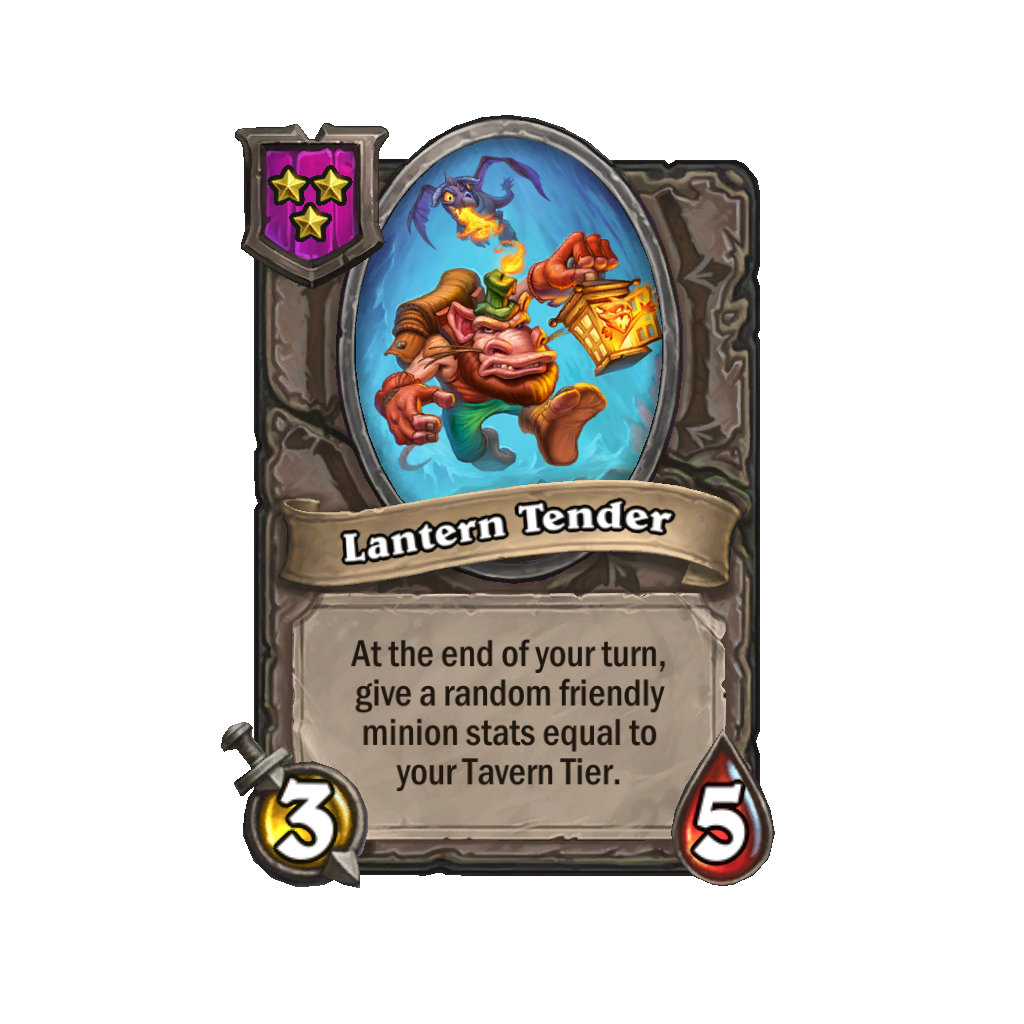 Lantern Tender
At the end of your turn,
give a random friendly
minion stats equal to
your Tavern Tier.
3
5